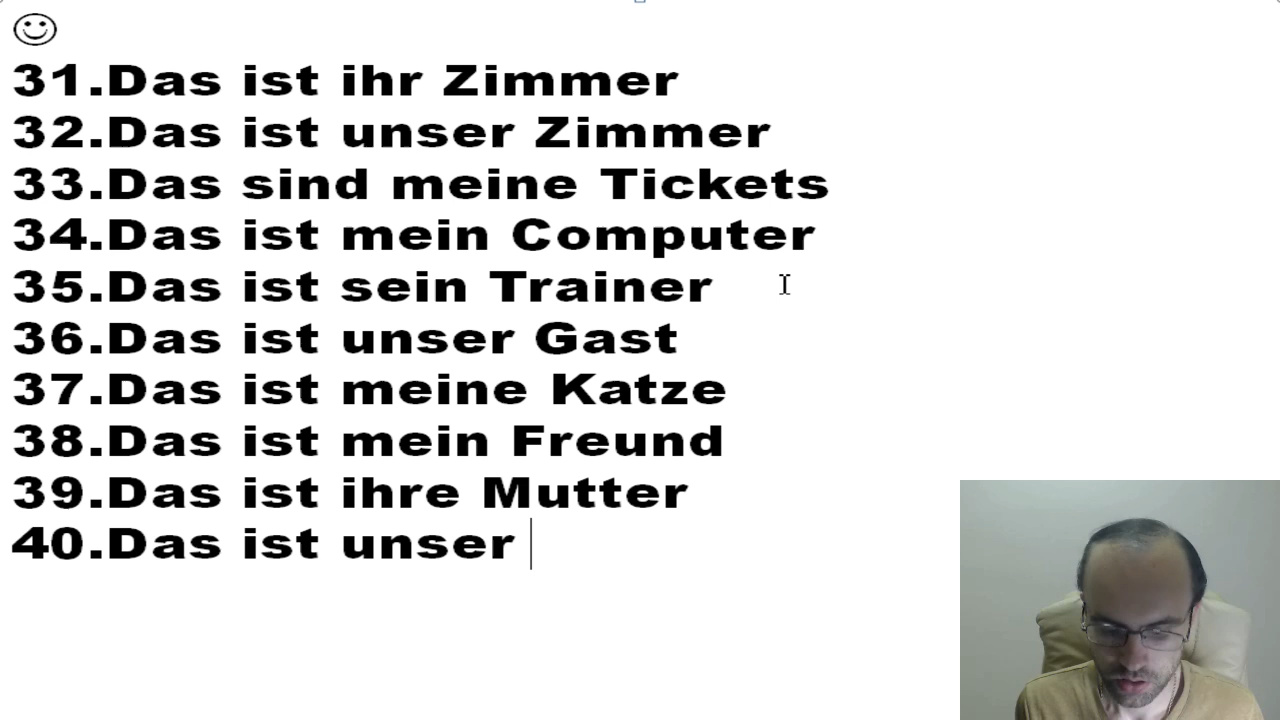 31.Das ist ihr Zimmer
32.Das ist unser Zimmer
33.Das sind meine Tickets
34.Das ist mein Computer
35.Das ist sein Trainer
36.Das ist unser Gast
37.Das ist meine Katze
38.Das ist mein Freund
39.Das ist ihre Mutter
40.Das ist unser